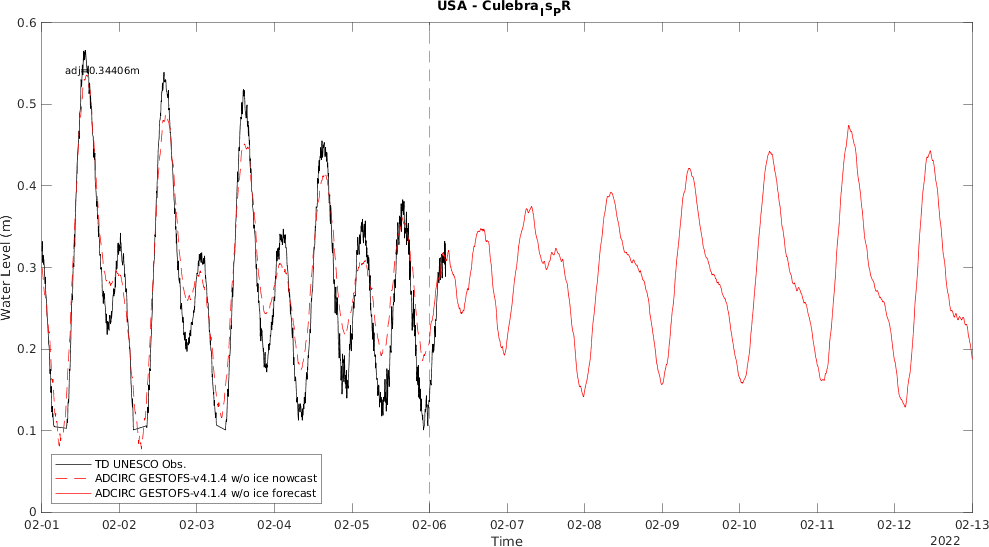 USA - CulebraIsPR
0.6
adj=0.34406m
0.5
0.4
0.3
0.2
0.1
0
Water Level (m)
TD UNESCO Obs.
ADCIRC GESTOFS-v4.1.4 w/o ice nowcast
ADCIRC GESTOFS-v4.1.4 w/o ice forecast
02-01 02-02 02-03 02-04 02-05 02-06 02-07 02-08 02-09 02-10 02-11 02-12 02-13
Time
2022